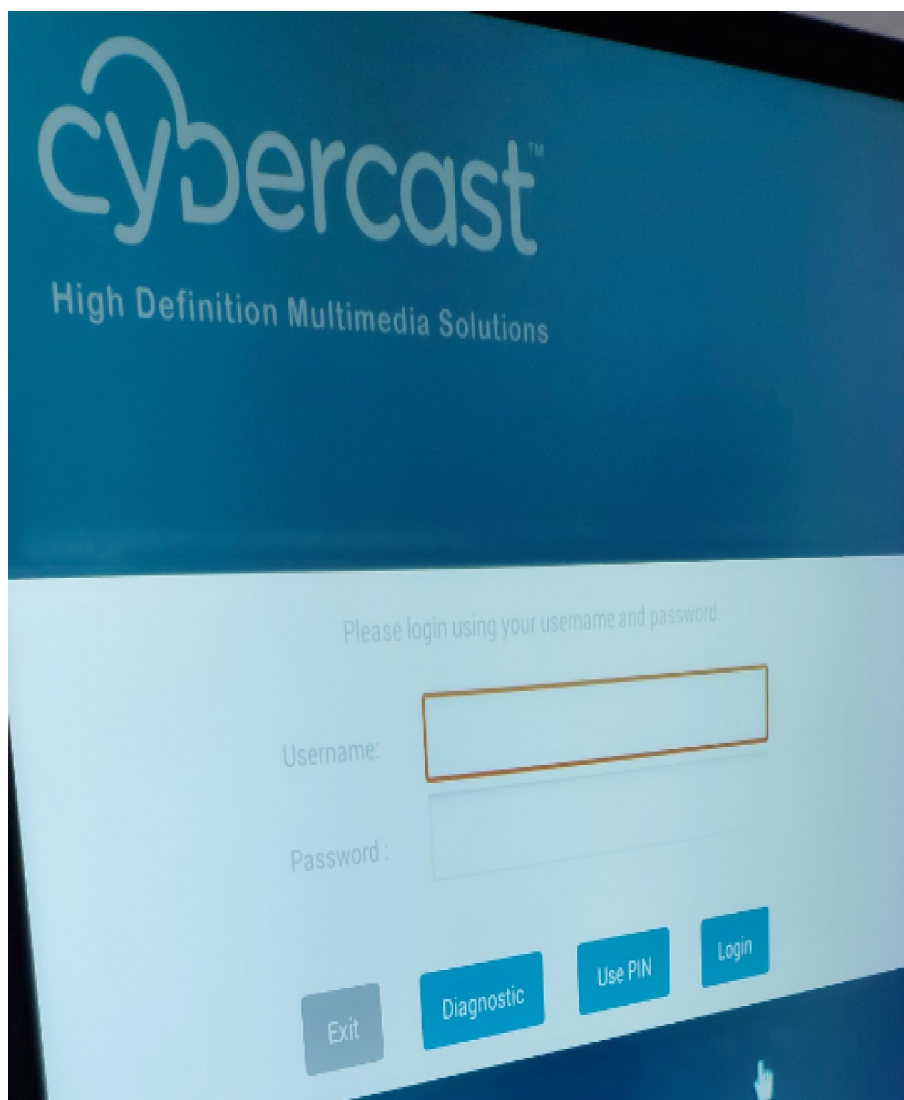 cybercast™
High Definition Multimedia Solutions
Please login using your username and password.
Username:
Password :
Exit
Diagnostic
Use PIN
Login